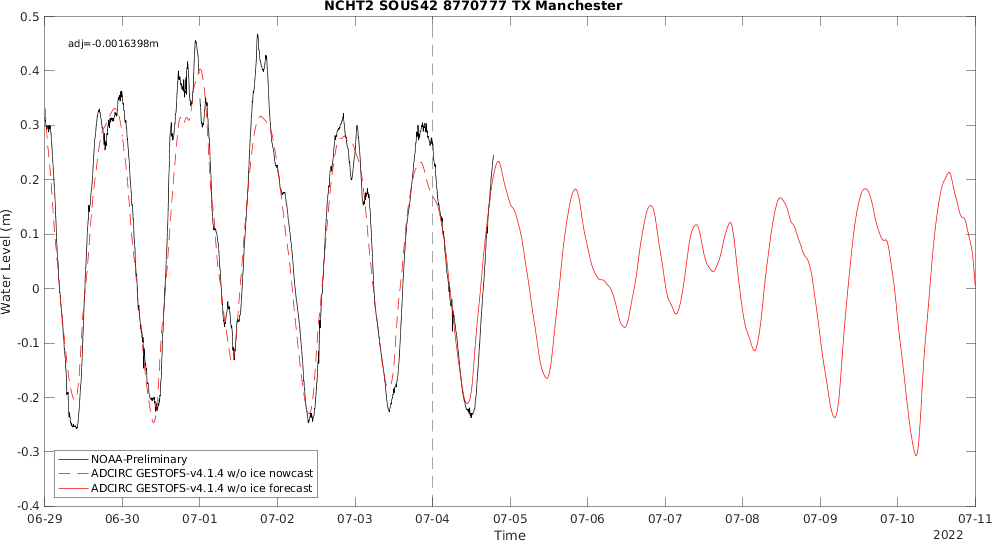 NCHT2 SOUS42 8770777 TX Manchester
adj=-0.0016398m
Water Level (m)
0.5
0.4
0.3
0.2
0.1
0
-0.1
-0.2
-0.3
-0.4
NOAA-Preliminary
ADCIRC GESTOFS-v4.1.4 w/o ice nowcast
ADCIRC GESTOFS-v4.1.4 w/o ice forecast
06-29 06-30 07-01 07-02 07-03 07-04 07-05 07-06 07-07 07-08 07-09 07-10 07-11
Time
2022